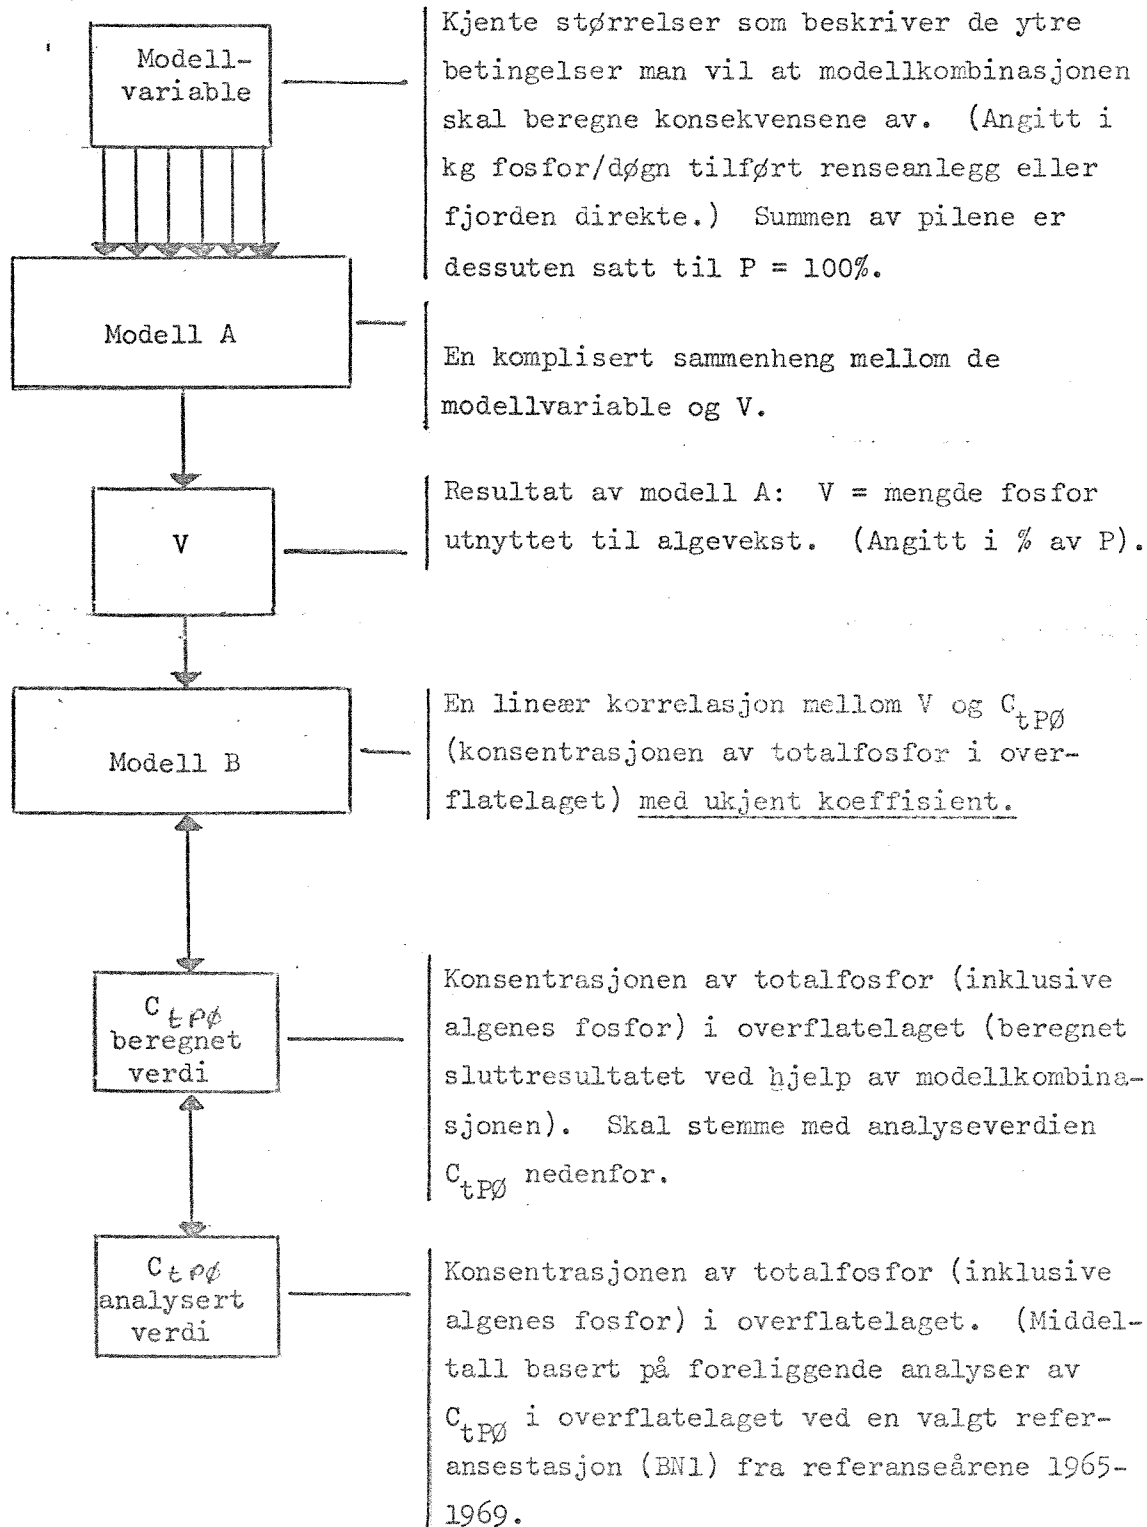 Modell-
variable
Kjente størrelser som beskriver de ytre
betingelser man vil at modellkombinasjonen
skal beregne konsekvensene av. (Angitt i
kg fosfor/døgn tilført renseanlegg eller
fjorden direkte.) Summen av pilene er
dessuten satt til P = 100%.
Modell A
En komplisert sammenheng mellom de
modellvariable og V.
V
Resultat av modell A: V = mengde fosfor
utnyttet til algevekst. (Angitt i % av P).
Modell B
En lineær korrelasjon mellom V og CtPØ
(konsentrasjonen av totalfosfor i over-
flatelaget) med ukjent koeffisient.
CtPØ
beregnet
verdi
Konsentrasjonen av totalfosfor (inklusive
algenes fosfor) i overflatelaget (beregnet
sluttresultatet ved hjelp av modellkombina-
sjonen). Skal stemme med analyseverdien
CtPØ nedenfor.
CtPØ
analysert
verdi
Konsentrasjonen av totalfosfor (inklusive
algenes fosfor) i overflatelaget. (Middel-
tall basert på foreliggende analyser av
CtPØ i overflatelaget ved en valgt refer-
ansestasjon (BN1) fra referanseårene 1965-
1969.